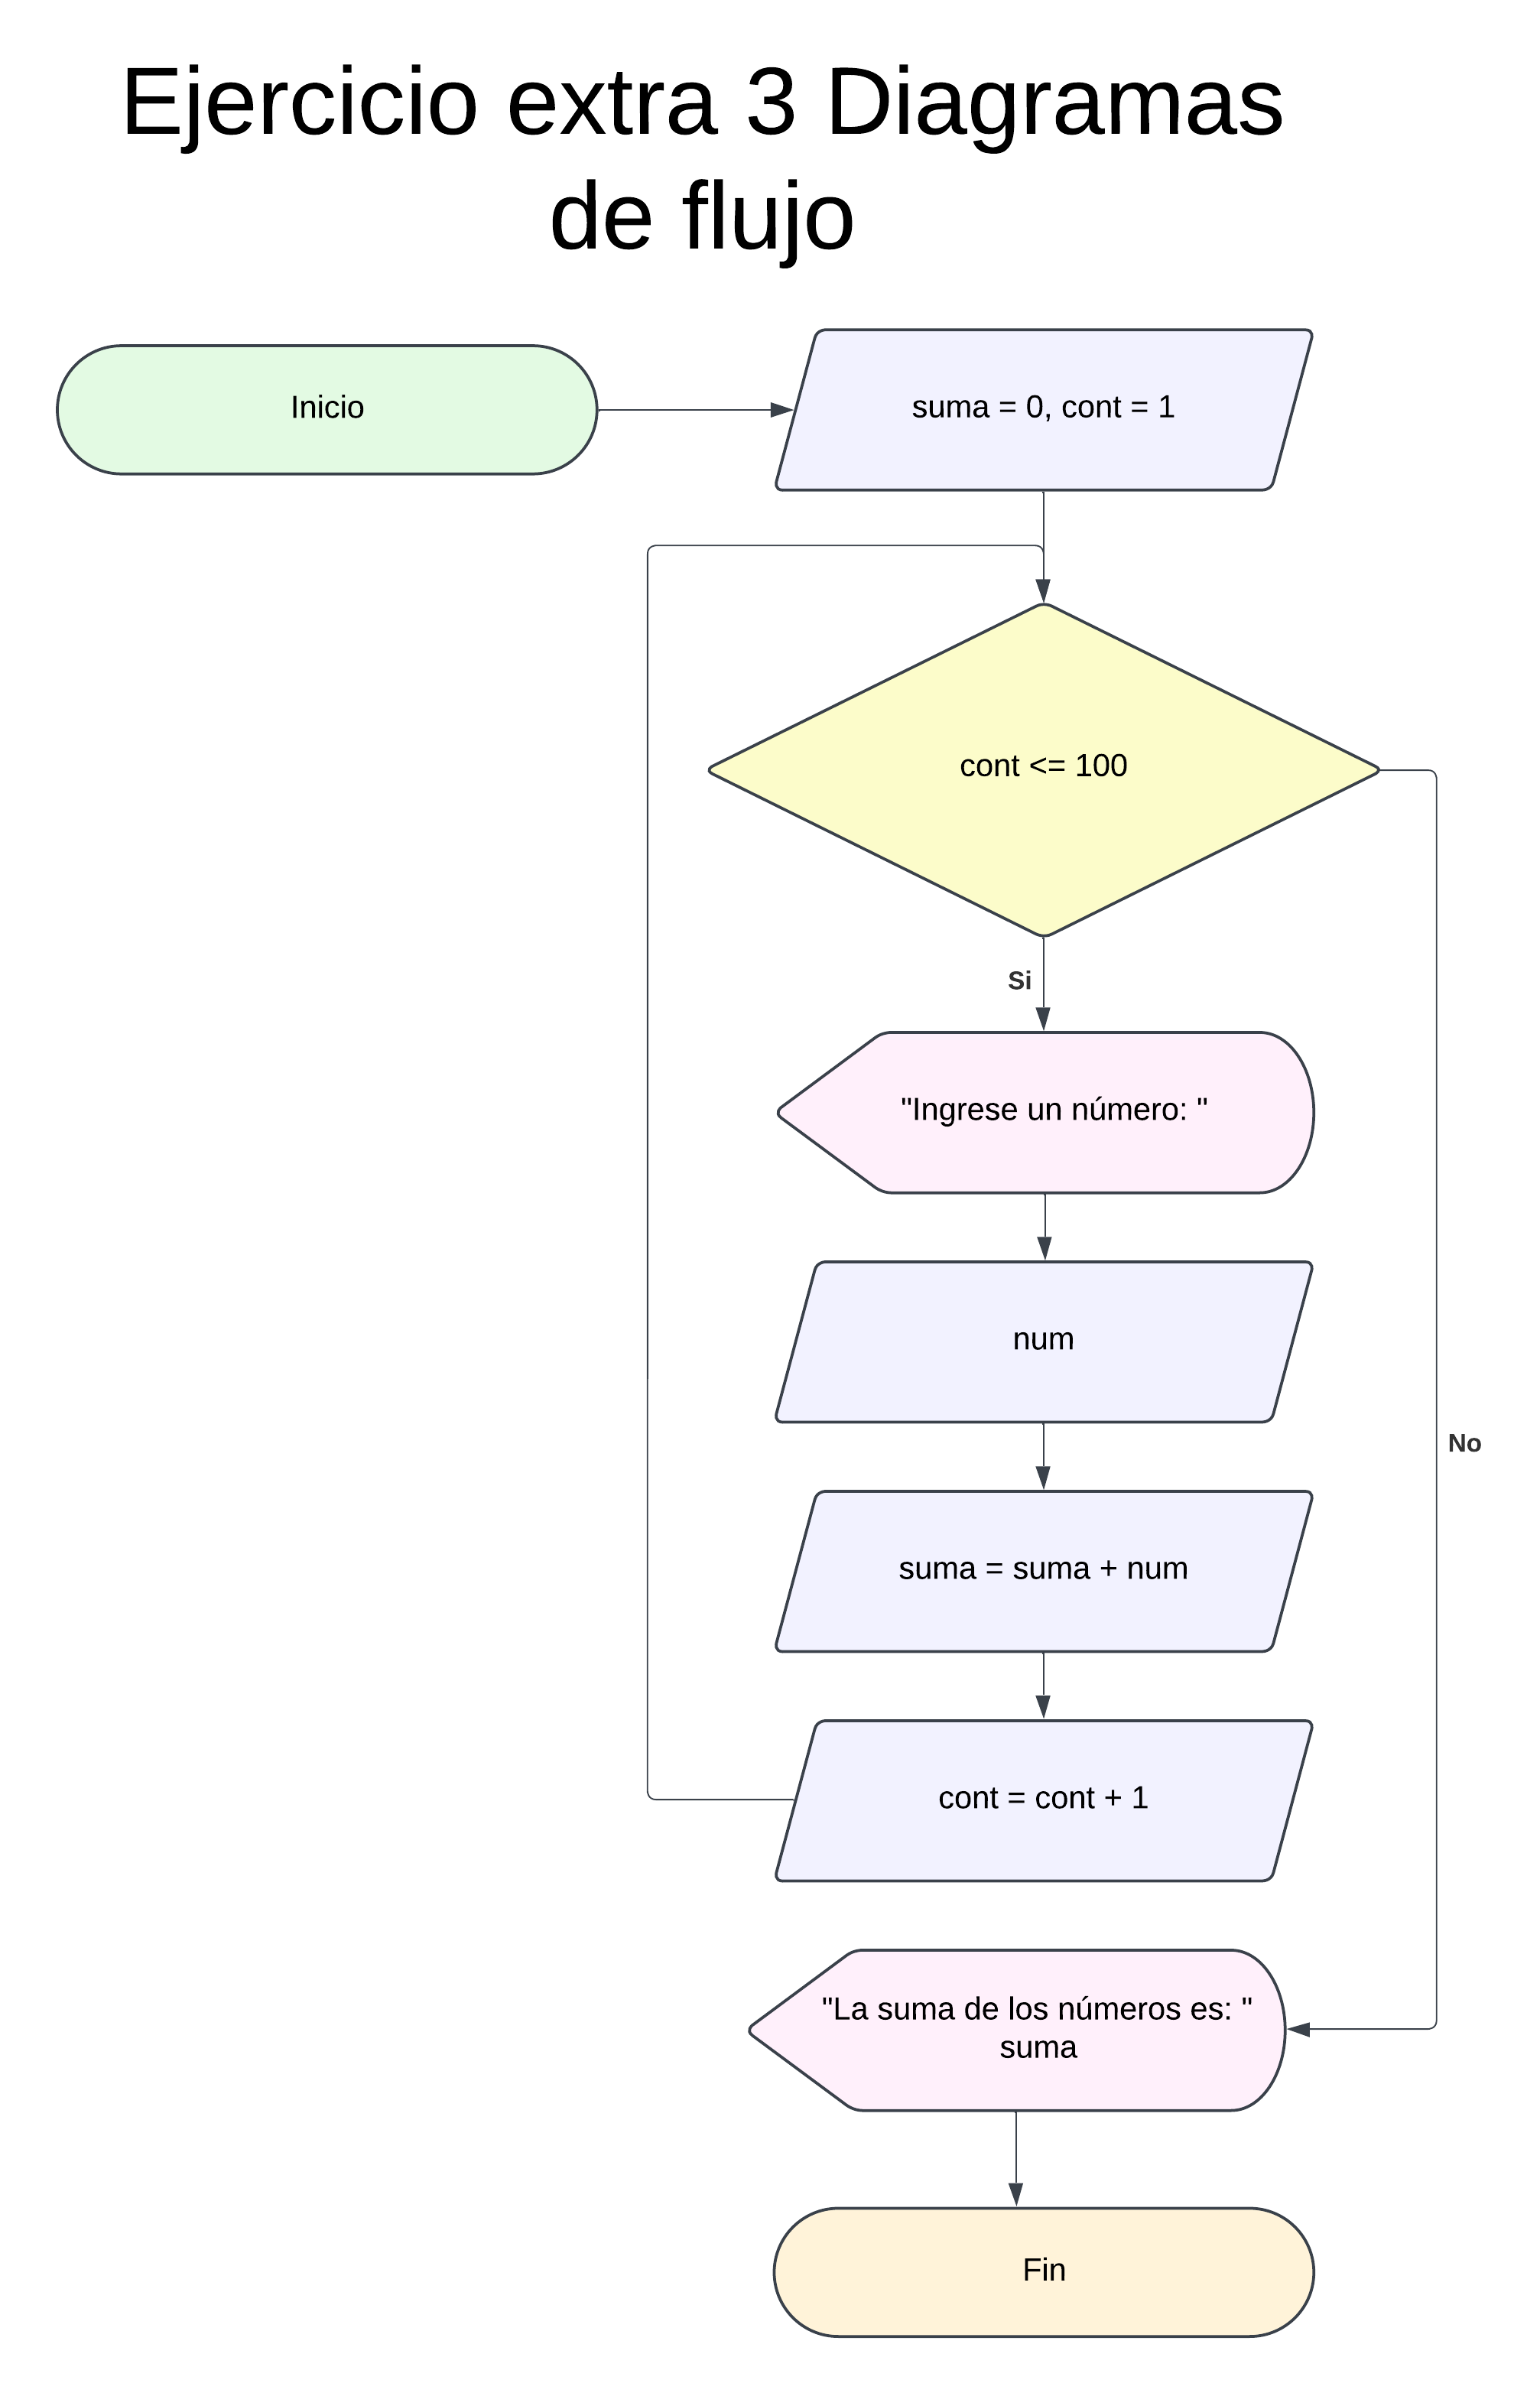 Ejercicio extra 3 Diagramas
de flujo
Inicio
suma = 0, cont = 1
cont <= 100
Si
"Ingrese un número: "
num
No
suma = suma + num
cont = cont + 1
"La suma de los números es: "
suma
Fin